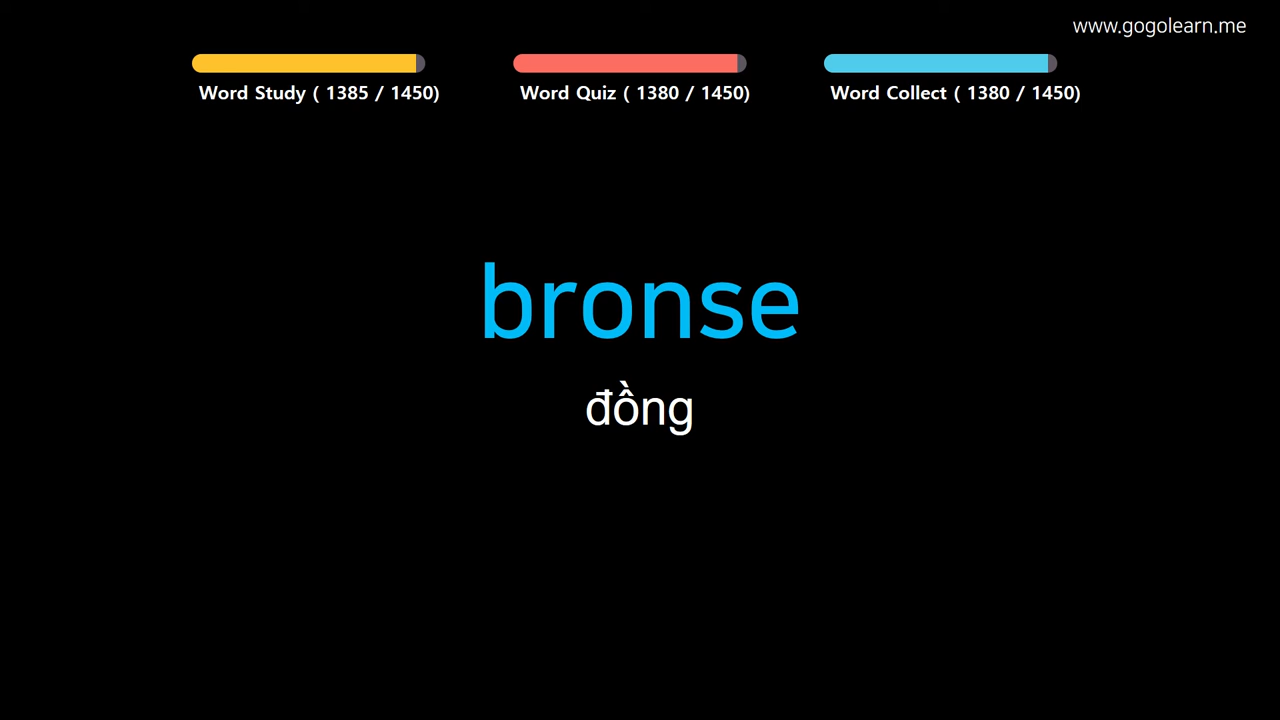 www.gogolearn.me
Word Study ( 1385 / 1450)
Word Quiz ( 1380 / 1450)
Word Collect ( 1380 / 1450)
bronse
đồng